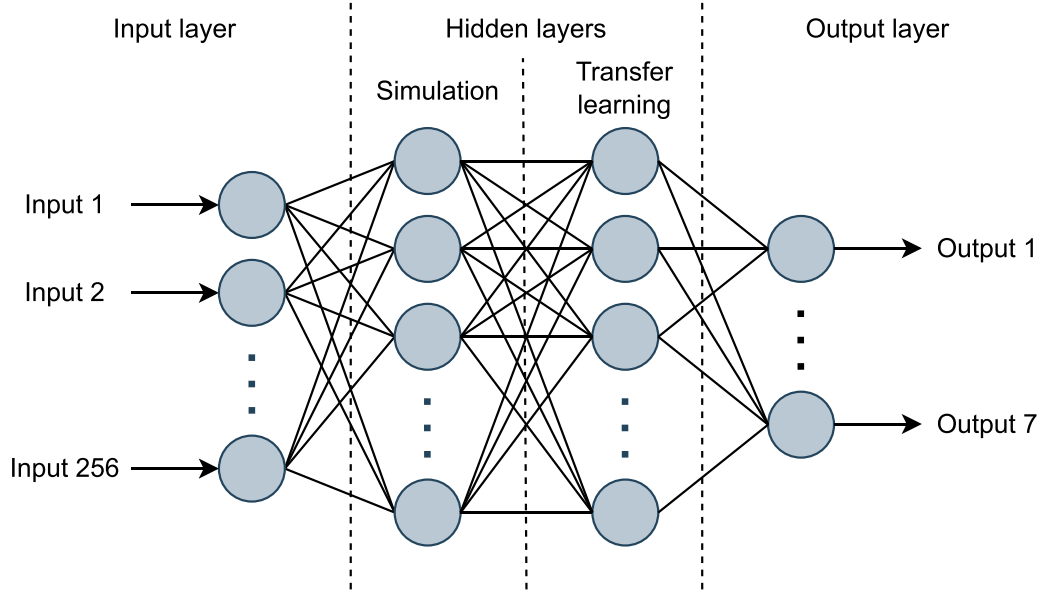 Input layer
Hidden layers
Output layer
Simulation
Transfer
learning
Input 1
Input 2
Input 256
Output 1
Output 7